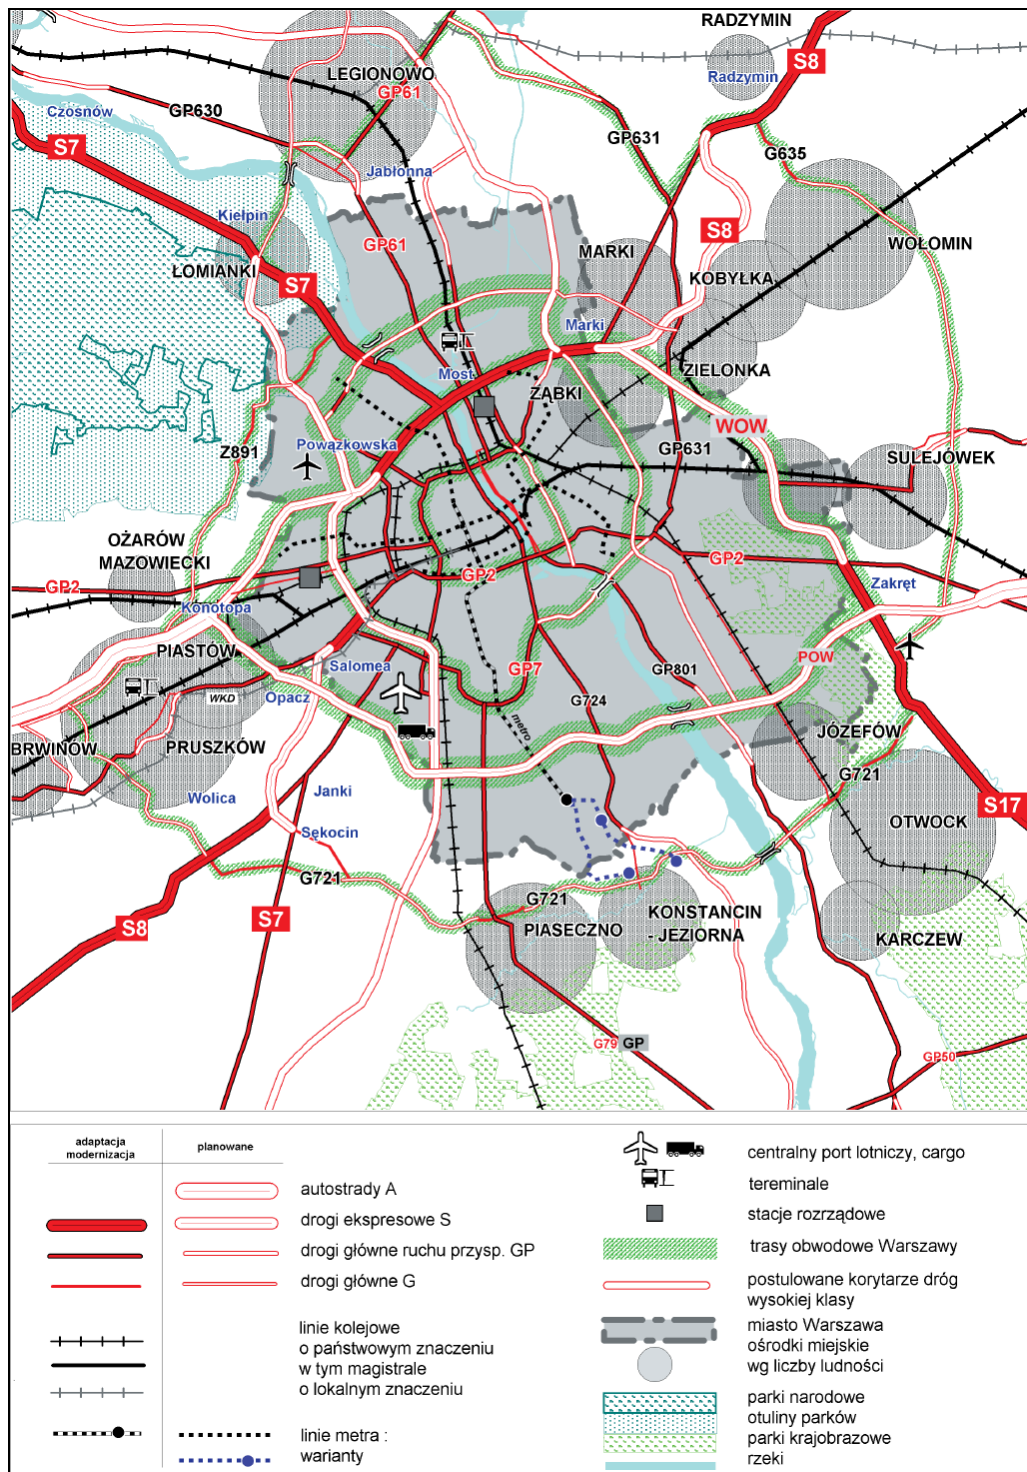 RADZYMIN
S8
LEGIONOWO
Radzymin
GP61
Czosnów
GP630
S7
GP631
G635
Jabłonna
Kiełpin
S8
GP61
MARKI
WOŁOMIN
ŁOMIANKI
KOBYŁKA
S7
Marki
Most
ZIELONKA
ZĄBKI
WOW
Powązkowska
GP631
Z891
SULEJÓWEK
OŻARÓW
MAZOWIECKI
GP2
GP2
GP2
Zakręt
Konotopa
PIASTÓW
Salomea
GP7
POW
GP801
WKD
Opacz
G724
metro
BRWINÓW
PRUSZKÓW
JÓZEFÓW
G721
Wolica
Janki
S17
Sękocin
OTWOCK
G721
G721
S8
S7
PIASECZNO
KONSTANCIN
- JEZIORNA
KARCZEW
G79 GP
GP50
adaptacja
modernizacja
planowane
autostrady A
drogi ekspresowe S
drogi główne ruchu przysp. GP
drogi główne G
linie kolejowe
o państwowym znaczeniu
w tym magistrale
o lokalnym znaczeniu
linie metra :
warianty
centralny port lotniczy, cargo
tereminale
stacje rozrządowe
trasy obwodowe Warszawy
postulowane korytarze dróg
wysokiej klasy
miasto Warszawa
ośrodki miejskie
wg liczby ludności
parki narodowe
otuliny parków
parki krajobrazowe
rzeki